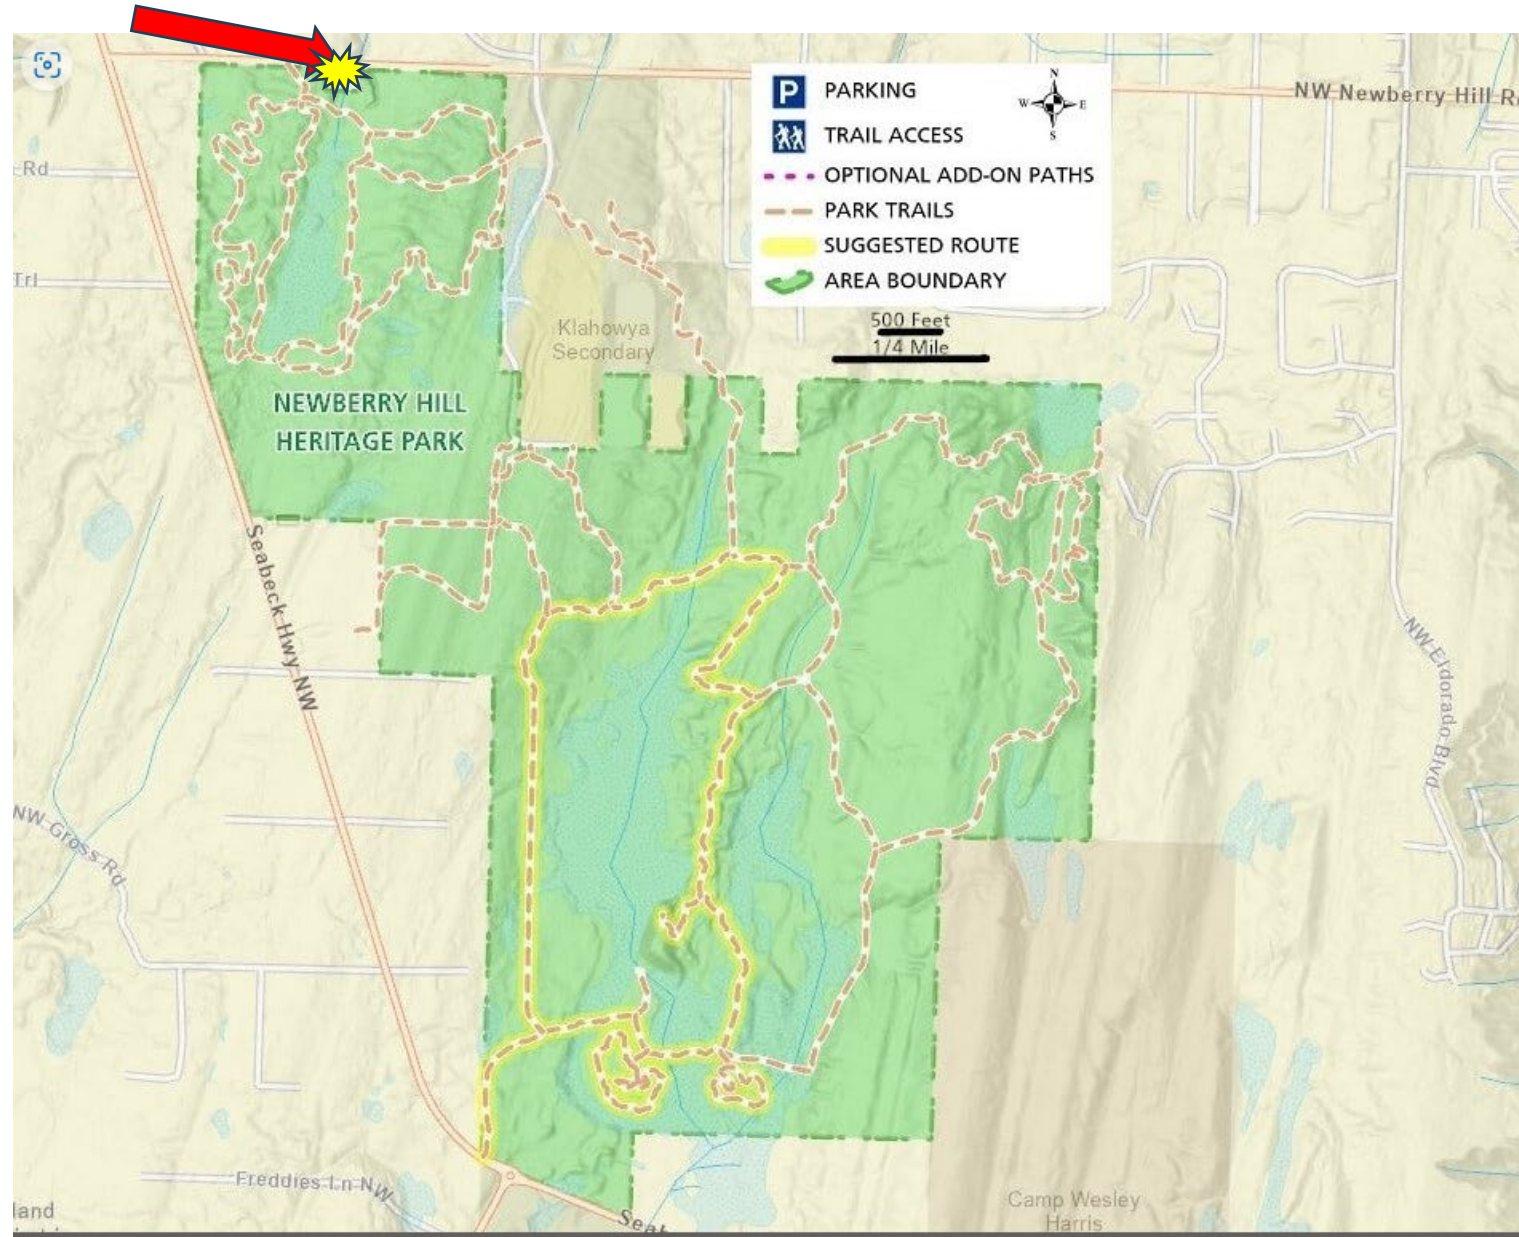 P PARKING
N
W E
S
TRAIL ACCESS
OPTIONAL ADD-ON PATHS
PARK TRAILS
SUGGESTED ROUTE
AREA BOUNDARY
500 Feet
1/4 Mile
NW Newberry Hill R
Rd
Trl
Klahowya
Secondary
NEWBERRY HILL
HERITAGE PARK
Seabeck Hwy NW
NW Eldorado Blvd
NW Gross Rd
Freddies Ln NW
land
Camp Wesley
Harris